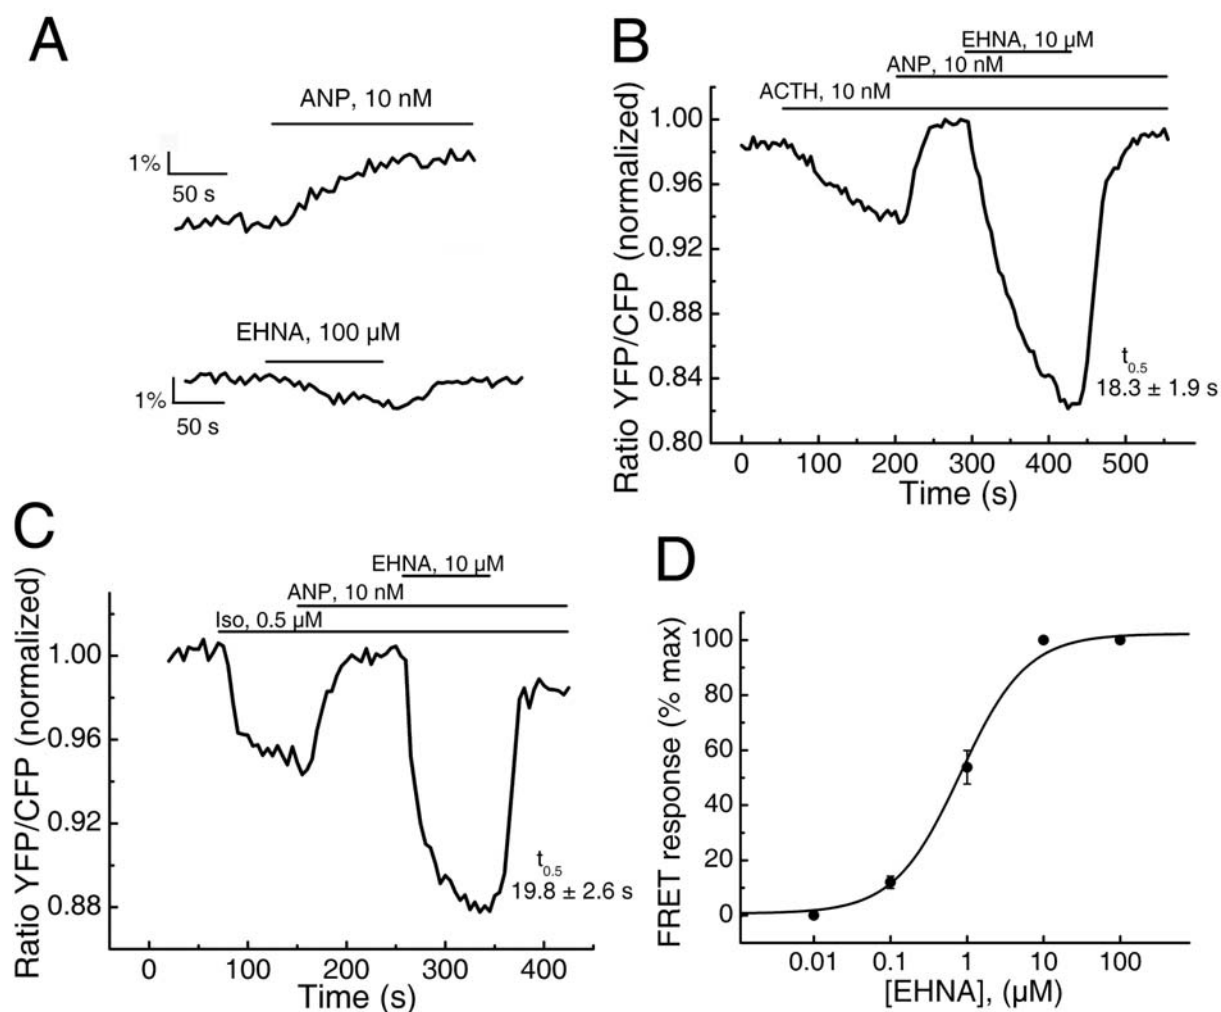 A
ANP, 10 nM
1%
50 s
EHNA, 100 µM
1%
50 s
B
EHNA, 10 µM
ANP, 10 nM
ACTH, 10 nM
Ratio YFP/CFP (normalized)
1.00
0.96
0.92
0.88
0.84
0.80
t0.5
18.3 ± 1.9 s
0 100 200 300 400 500
Time (s)
C
EHNA, 10 µM
ANP, 10 nM
Iso, 0.5 µM
Ratio YFP/CFP (normalized)
1.00
0.96
0.92
0.88
t0.5
19.8 ± 2.6 s
0 100 200 300 400
Time (s)
D
FRET response (% max)
100
80
60
40
20
0
0.01 0.1 1 10 100
[EHNA], (µM)